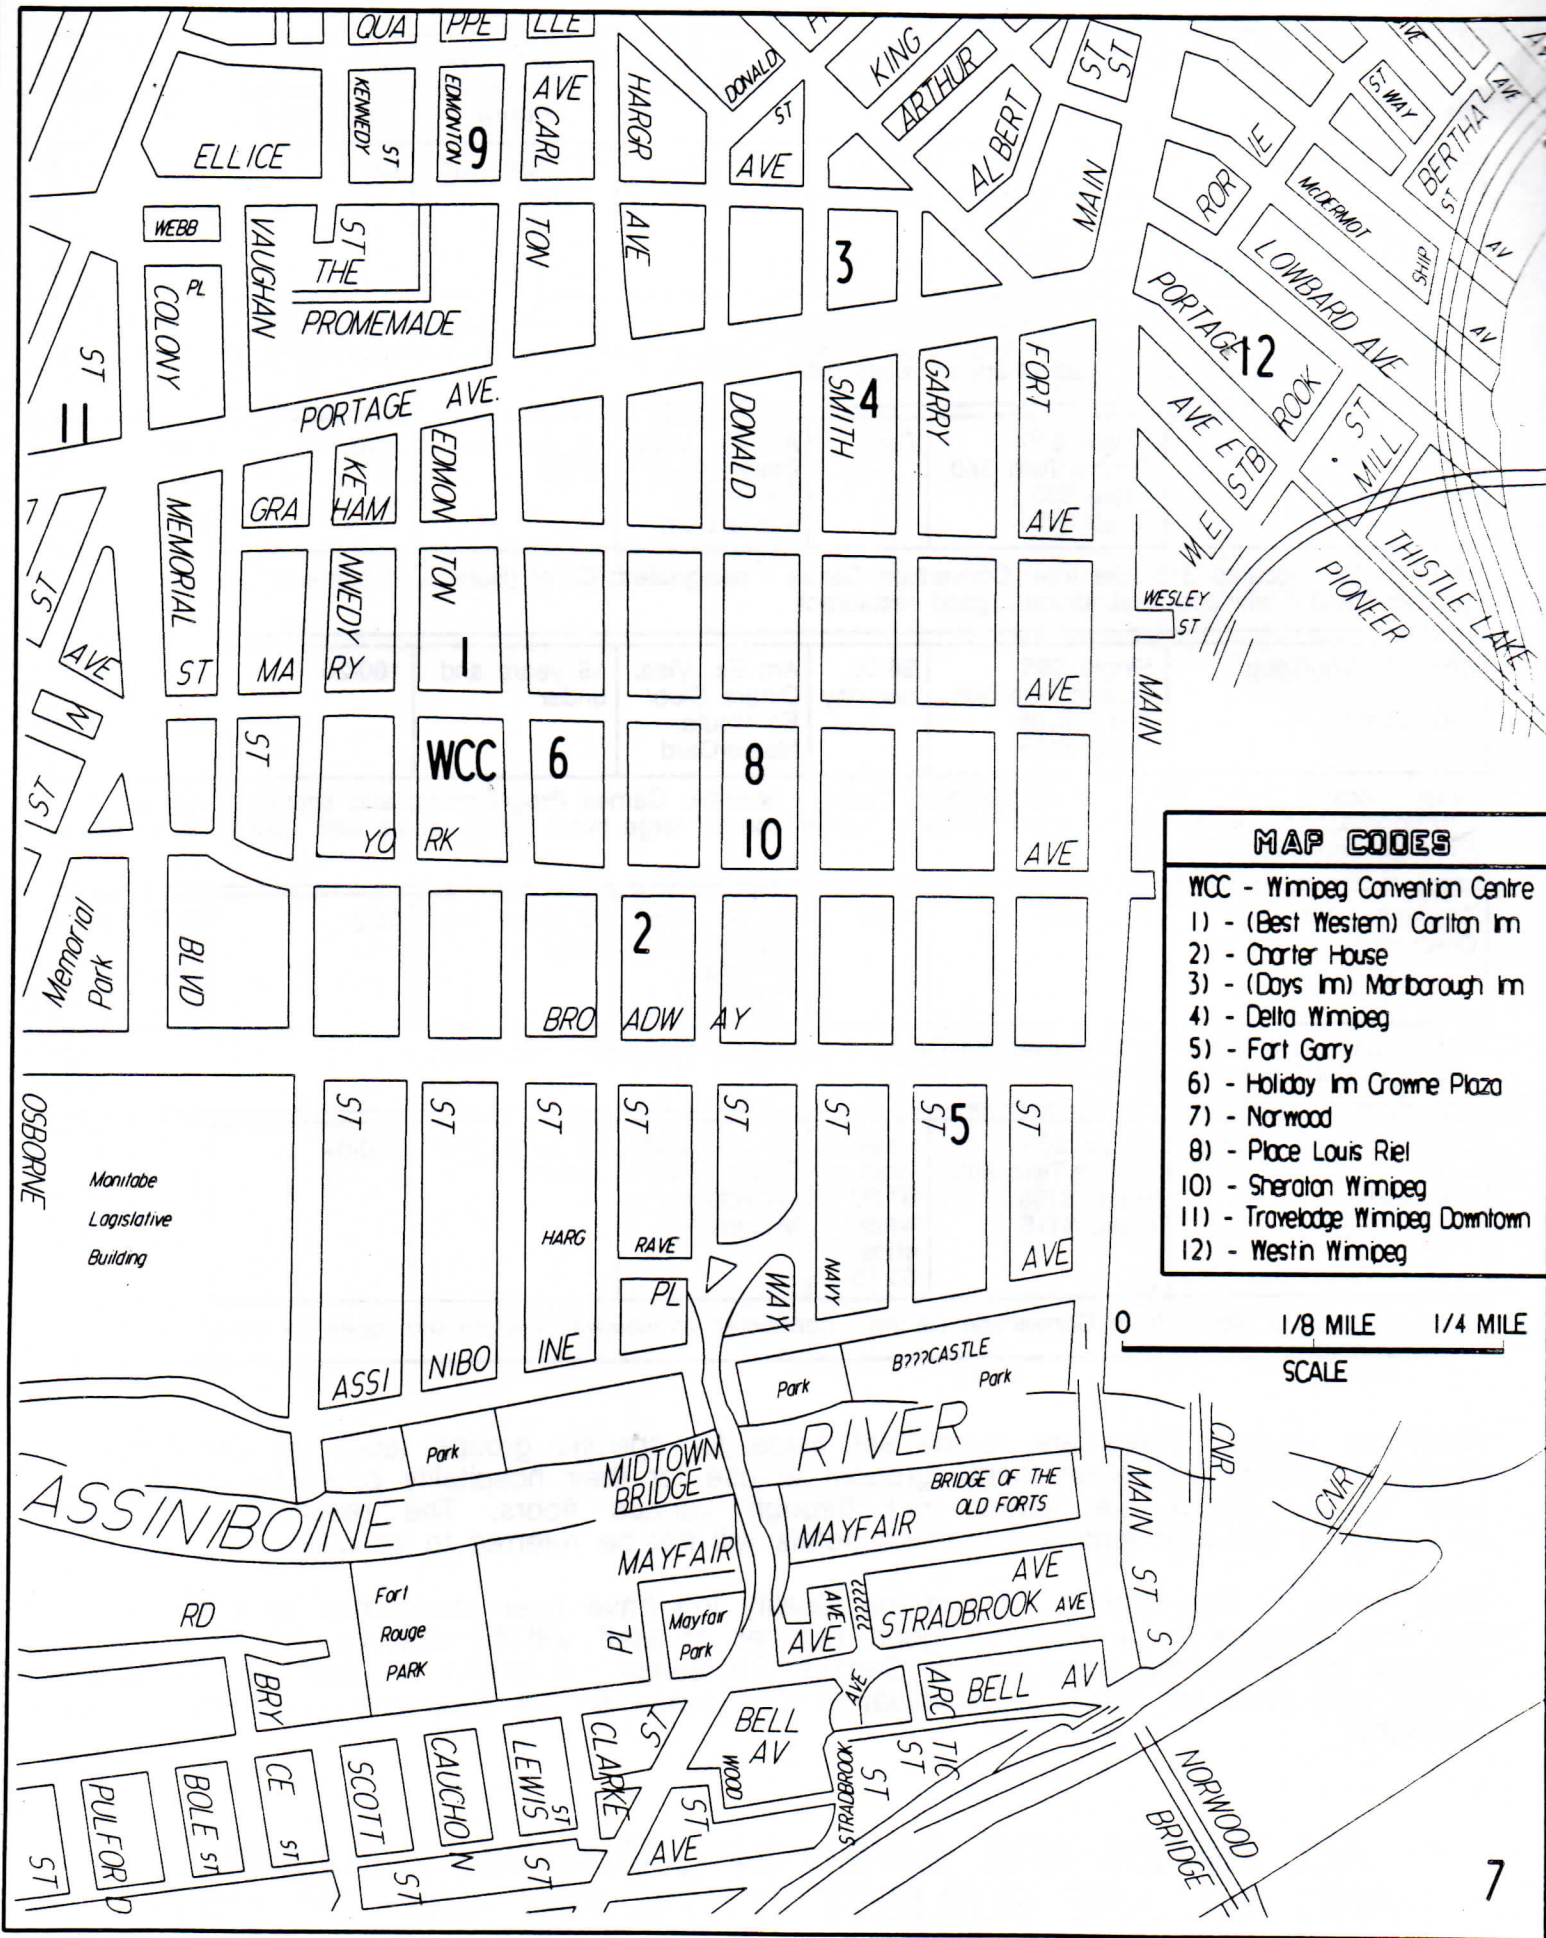 QUA PPE LLE
KENNEDY ST
EDMONTON
9
AVE
CARL
HARGR
DONALD
ST
AVE
KING
ARTHUR
ALBERT
ST
ST
MAIN
AVE
ST WAY
BERTHA
ST
AVE
ELLICE
ROR IE
McDERMOT
SHIP
AV
AV
LOWBARD AVE
WEBB
PL
COLONY
VAUGHAN
ST
THE
PROMEMADE
TON
AVE
3
PORTAGE
12
AVE E
STB
ROOK
ST
MILL
ST
11
PORTAGE AVE.
DONALD
SMITH
4
GARRY
FORT
MEMORIAL
GRA HAM
KE
NNEDY
EDMON
TON
AVE
W E
PIONEER
THISTLE LAKE
WESLEY
ST
ST
AVE
ST
MA RY
1
AVE
MAIN
M
ST
ST
WCC
6
8
10
YO RK
AVE
Memorial
Park
BLVD
2
BRO ADW AY
MAP CODES
WCC - Winnipeg Convention Centre
1) - (Best Western) Carlton Inn
2) - Charter House
3) - (Days Inn) Marlborough Inn
4) - Delta Winnipeg
5) - Fort Garry
6) - Holiday Inn Crowne Plaza
7) - Norwood
8) - Place Louis Riel
10) - Sheraton Winnipeg
11) - Travelodge Winnipeg Downtown
12) - Westin Winnipeg
OSBORNE
Manitabe
Lagislative
Building
ST
ST
ST
ST
ST
ST
ST
5
ST
HARG RAVE
PL
WAY
NAVY
AVE
0 1/8 MILE 1/4 MILE
SCALE
ASSI NIBO INE
Park
B???CASTLE
Park
Park
MIDTOWN
BRIDGE
ASSINIBOINE RIVER
BRIDGE OF THE
OLD FORTS
CNR
CNR
MAIN ST S
MAYFAIR
MAYFAIR
AVE
Fort
Rouge
PARK
PL
Mayfair
Park
AVE
AVE
??????
STRADBROOK AVE
RD
BRY
CE
ST
AVE
ARC
TIC
ST
BELL AV
BELL
AV
WOOD
ST
STRADBROOK
ST
NORWOOD
BRIDGE
ST
PULFOR D
BOLE ST
SCOTT
ST
CAUCHO N
LEWIS ST
ST
CLARKE
ST
AVE
7